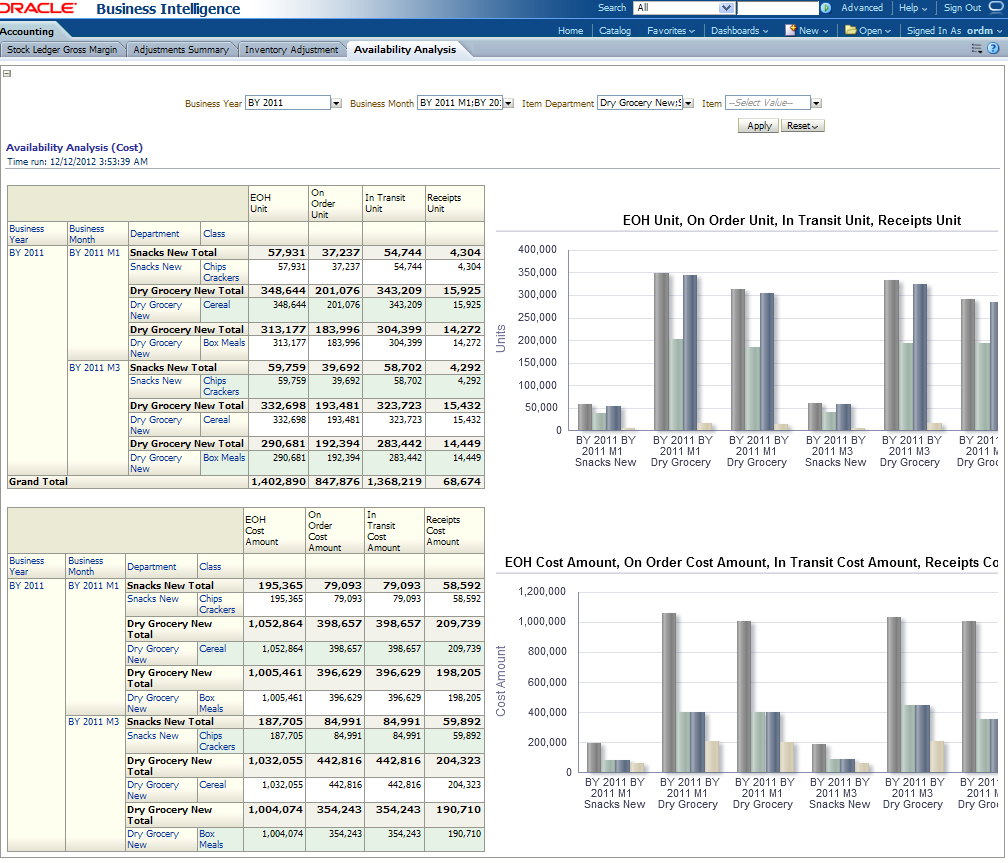 ORACLE Business Intelligence
Search All Advanced Help Sign Out
Accounting
Home Catalog Favorites Dashboards New Open Signed In As ordm
Stock Ledger Gross Margin Adjustments Summary Inventory Adjustment Availability Analysis
Business Year BY 2011 Business Month BY 2011 M1;BY 20: Item Department Dry Grocery New; Item --Select Value--
Apply Reset
Availability Analysis (Cost)
Time run: 12/12/2012 3:53:39 AM
EOH Unit On Order Unit In Transit Unit Receipts Unit
Business Year Business Month Department Class
BY 2011 BY 2011 M1 Snacks New Total 57,931 37,237 54,744 4,304
Snacks New Chips Crackers 57,931 37,237 54,744 4,304
Dry Grocery New Total 348,644 201,076 343,209 15,925
Dry Grocery New Cereal 348,644 201,076 343,209 15,925
Dry Grocery New Total 313,177 183,996 304,399 14,272
Dry Grocery New Box Meals 313,177 183,996 304,399 14,272
BY 2011 M3 Snacks New Total 59,759 39,692 58,702 4,292
Snacks New Chips Crackers 59,759 39,692 58,702 4,292
Dry Grocery New Total 332,698 193,481 323,723 15,432
Dry Grocery New Cereal 332,698 193,481 323,723 15,432
Dry Grocery New Total 290,681 192,394 283,442 14,449
Dry Grocery New Box Meals 290,681 192,394 283,442 14,449
Grand Total 1,402,890 847,876 1,368,219 68,674
EOH Unit, On Order Unit, In Transit Unit, Receipts Unit
Units
400,000
350,000
300,000
250,000
200,000
150,000
100,000
50,000
0
BY 2011 BY 2011 M1 Snacks New
BY 2011 BY 2011 M1 Dry Grocery
BY 2011 BY 2011 M1 Dry Grocery
BY 2011 BY 2011 M3 Snacks New
BY 2011 BY 2011 M3 Dry Grocery
BY 201 2011 M Dry Groc
EOH Cost Amount On Order Cost Amount In Transit Cost Amount Receipts Cost Amount
Business Year Business Month Department Class
BY 2011 BY 2011 M1 Snacks New Total 195,365 79,093 79,093 58,592
Snacks New Chips Crackers 195,365 79,093 79,093 58,592
Dry Grocery New Total 1,052,864 398,657 398,657 209,739
Dry Grocery New Cereal 1,052,864 398,657 398,657 209,739
Dry Grocery New Total 1,005,461 396,629 396,629 198,205
Dry Grocery New Box Meals 1,005,461 396,629 396,629 198,205
BY 2011 M3 Snacks New Total 187,705 84,991 84,991 59,892
Snacks New Chips Crackers 187,705 84,991 84,991 59,892
Dry Grocery New Total 1,032,055 442,816 442,816 204,323
Dry Grocery New Cereal 1,032,055 442,816 442,816 204,323
Dry Grocery New Total 1,004,074 354,243 354,243 190,710
Dry Grocery New Box Meals 1,004,074 354,243 354,243 190,710
EOH Cost Amount, On Order Cost Amount, In Transit Cost Amount, Receipts Co
Cost Amount
1,200,000
1,000,000
800,000
600,000
400,000
200,000
0
BY 2011 BY 2011 M1 Snacks New
BY 2011 BY 2011 M1 Dry Grocery
BY 2011 BY 2011 M1 Dry Grocery
BY 2011 BY 2011 M3 Snacks New
BY 2011 BY 2011 M3 Dry Grocery
BY 201 2011 M Dry Groc